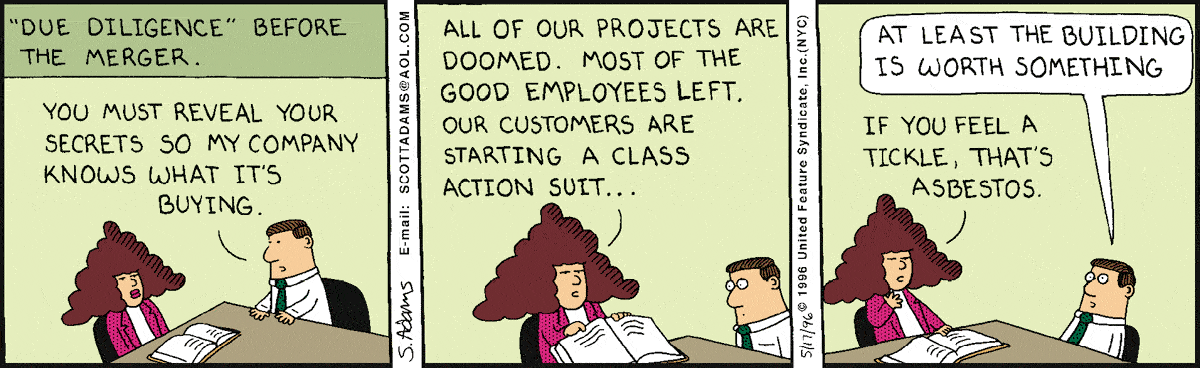 "DUE DILIGENCE" BEFORE
THE MERGER.
YOU MUST REVEAL YOUR
SECRETS SO MY COMPANY
KNOWS WHAT IT'S
BUYING.
S. Adams
E-mail: SCOTTADAMS@AOL.COM
ALL OF OUR PROJECTS ARE
DOOMED. MOST OF THE
GOOD EMPLOYEES LEFT.
OUR CUSTOMERS ARE
STARTING A CLASS
ACTION SUIT...
5/17/96 © 1996 United Feature Syndicate, Inc.(NYC)
AT LEAST THE BUILDING
IS WORTH SOMETHING
IF YOU FEEL A
TICKLE, THAT'S
ASBESTOS.